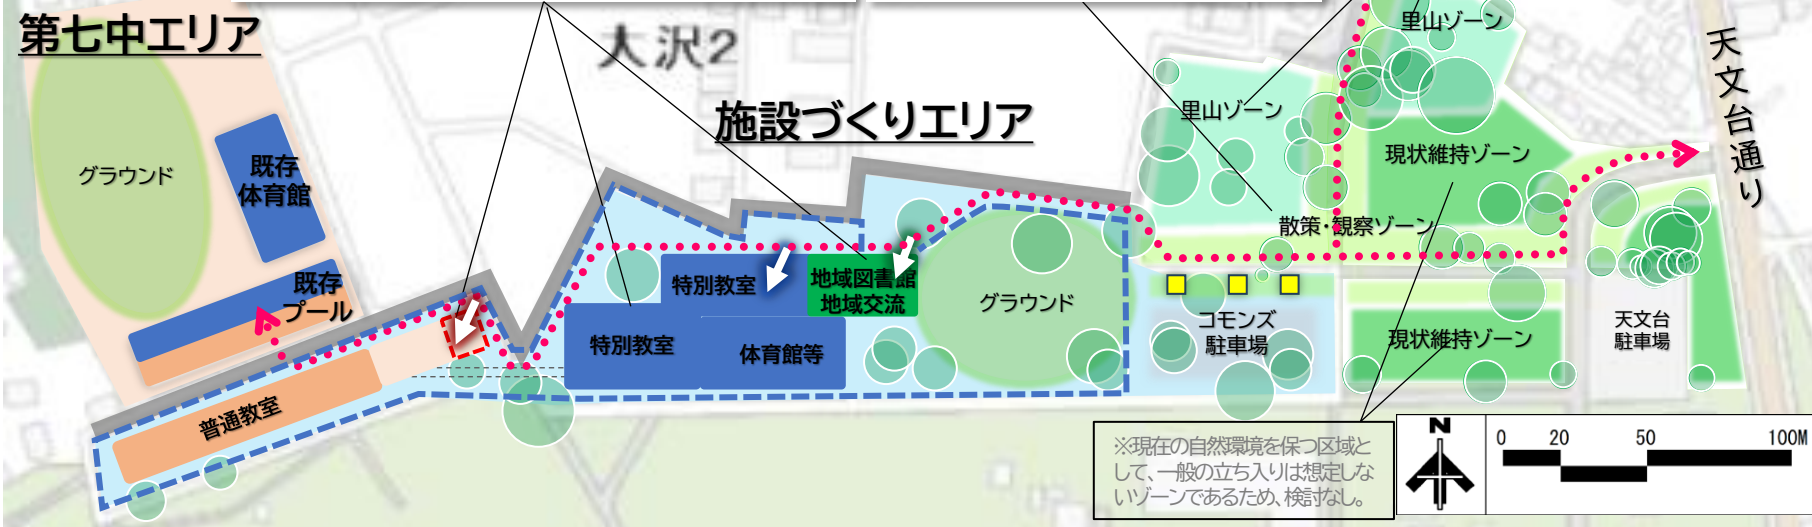 第七中エリア
大沢2
施設づくりエリア
里山ゾーン
里山ゾーン
天文台通り
現状維持ゾーン
グラウンド
既存
体育館
散策・観察ゾーン
既存
プール
特別教室
地域図書館
地域交流
グラウンド
特別教室
体育館等
コモンズ
駐車場
現状維持ゾーン
天文台
駐車場
普通教室
※現在の自然環境を保つ区域と
して、一般の立ち入りは想定しな
いゾーンであるため、検討なし。
N
0 20 50 100M